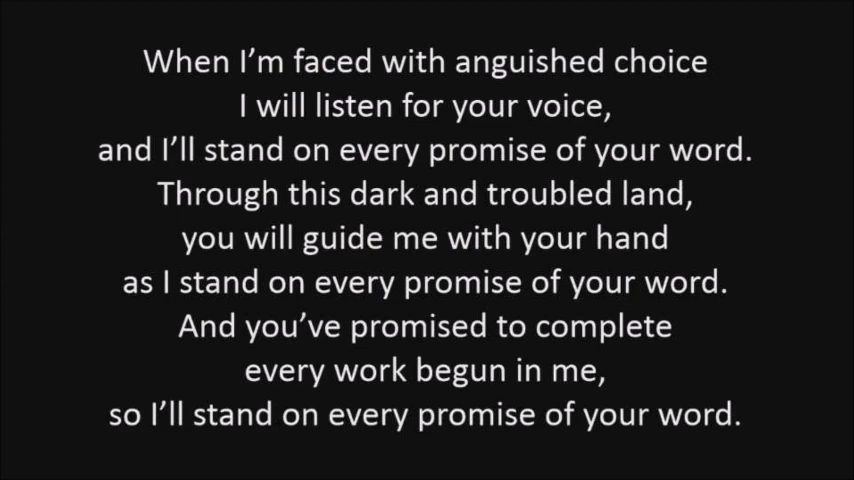 When I’m faced with anguished choice
I will listen for your voice,
and I’ll stand on every promise of your word.
Through this dark and troubled land,
you will guide me with your hand
as I stand on every promise of your word.
And you’ve promised to complete
every work begun in me,
so I’ll stand on every promise of your word.